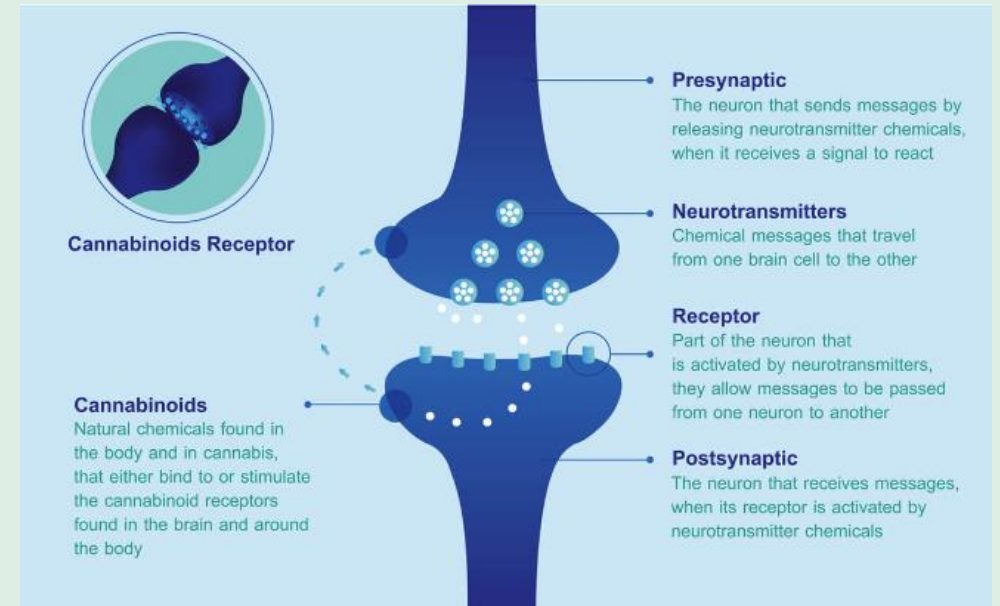 Cannabinoids Receptor
Cannabinoids
Natural chemicals found in
the body and in cannabis,
that either bind to or stimulate
the cannabinoid receptors
found in the brain and around
the body
Presynaptic
The neuron that sends messages by
releasing neurotransmitter chemicals,
when it receives a signal to react
Neurotransmitters
Chemical messages that travel
from one brain cell to the other
Receptor
Part of the neuron that
is activated by neurotransmitters,
they allow messages to be passed
from one neuron to another
Postsynaptic
The neuron that receives messages,
when its receptor is activated by
neurotransmitter chemicals